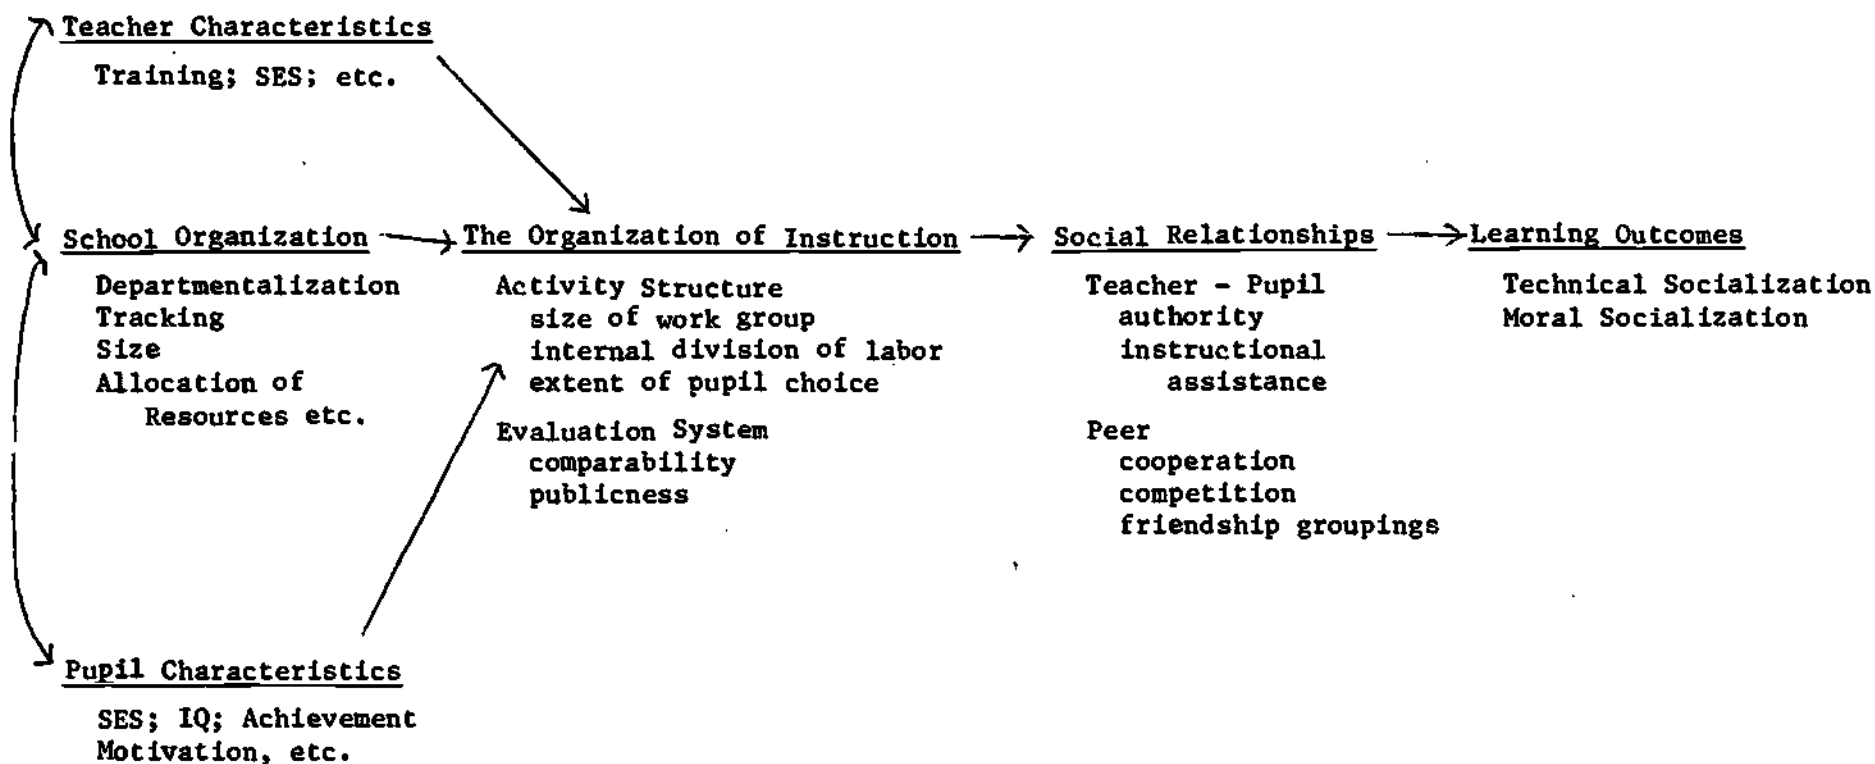 Teacher Characteristics
Training; SES; etc.
School Organization
Departmentalization
Tracking
Size
Allocation of
Resources etc.
The Organization of Instruction
Activity Structure
size of work group
internal division of labor
extent of pupil choice
Evaluation System
comparability
publicness
Social Relationships
Teacher - Pupil
authority
instructional
assistance
Peer
cooperation
competition
friendship groupings
Learning Outcomes
Technical Socialization
Moral Socialization
Pupil Characteristics
SES; IQ; Achievement
Motivation, etc.